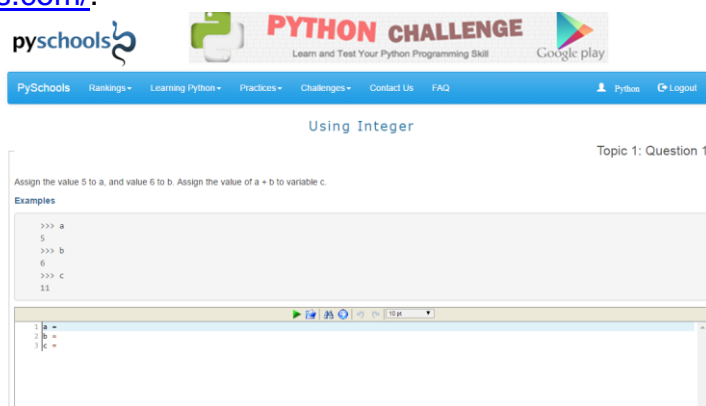 s.com/.
pyschools
PYTHON CHALLENGE
Learn and Test Your Python Programming Skill
Google play
PySchools Rankings Learning Python Practices Challenges Contact Us FAQ Python Logout
Using Integer
Topic 1: Question 1
Assign the value 5 to a, and value 6 to b. Assign the value of a + b to variable c.
Examples
>>> a
5
>>> b
6
>>> c
11
10 pt
1 a =
2 b =
3 c =